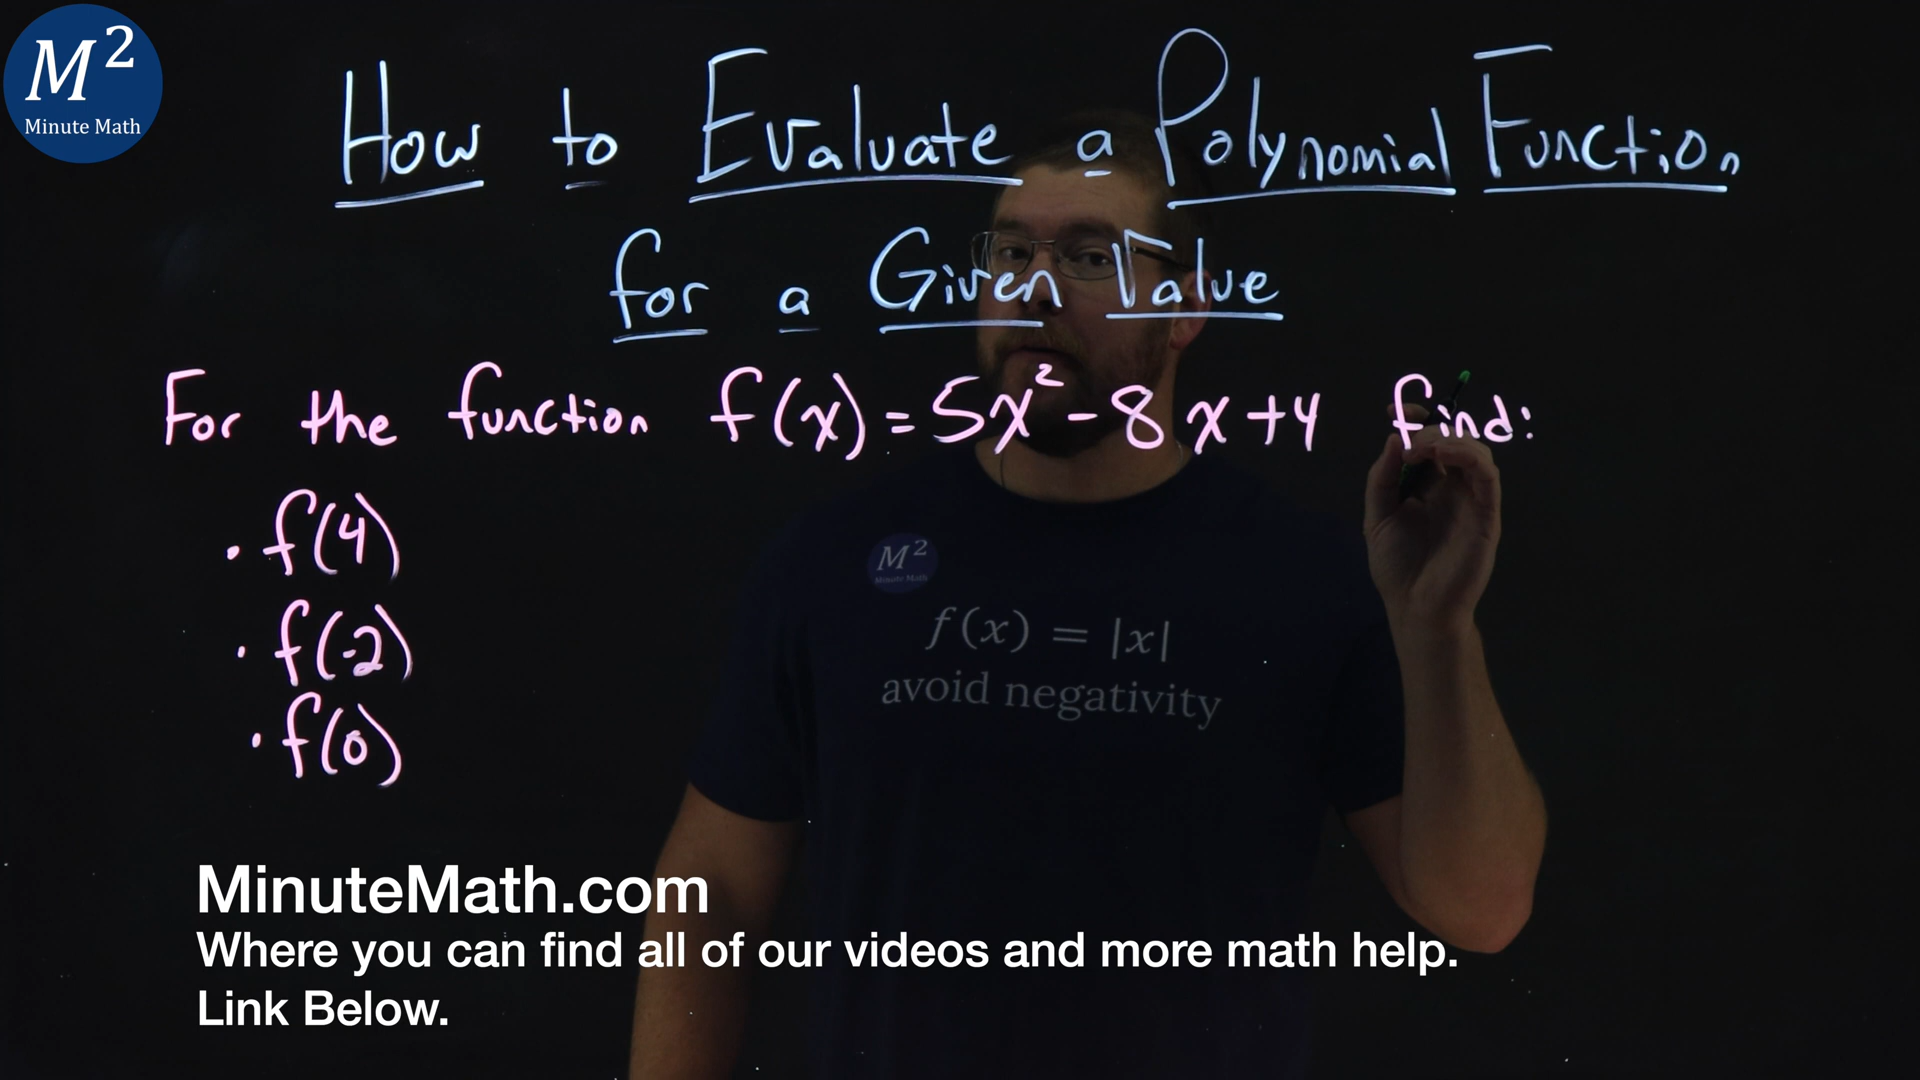 M²
Minute Math
How to Evaluate a Polynomial Function
for a Given Value
For the function f(x) = 5x² - 8x + 4 find:
· f(4)
· f(-2)
· f(0)
M²
Minute Math
f(x) = |x|
avoid negativity
MinuteMath.com
Where you can find all of our videos and more math help.
Link Below.